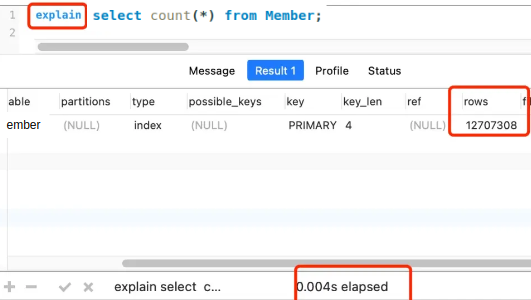 1 explain select count(*) from Member;
2
Message Result 1 Profile Status
able partitions type possible_keys key key_len ref rows
ember (NULL) index (NULL) PRIMARY 4 (NULL) 12707308
explain select c... 0.004s elapsed